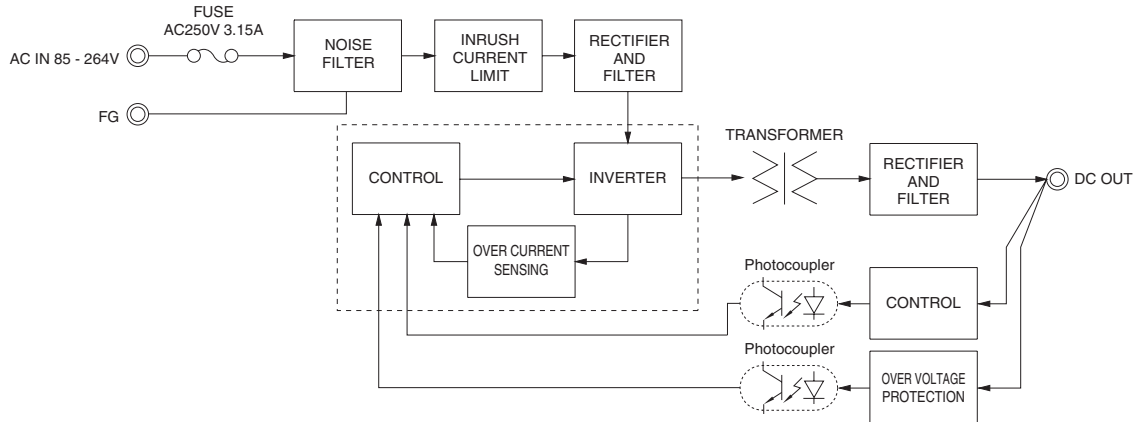 FUSE
AC250V 3.15A
AC IN 85 - 264V
NOISE
FILTER
INRUSH
CURRENT
LIMIT
RECTIFIER
AND
FILTER
FG
CONTROL
INVERTER
OVER CURRENT
SENSING
TRANSFORMER
RECTIFIER
AND
FILTER
DC OUT
Photocoupler
CONTROL
Photocoupler
OVER VOLTAGE
PROTECTION